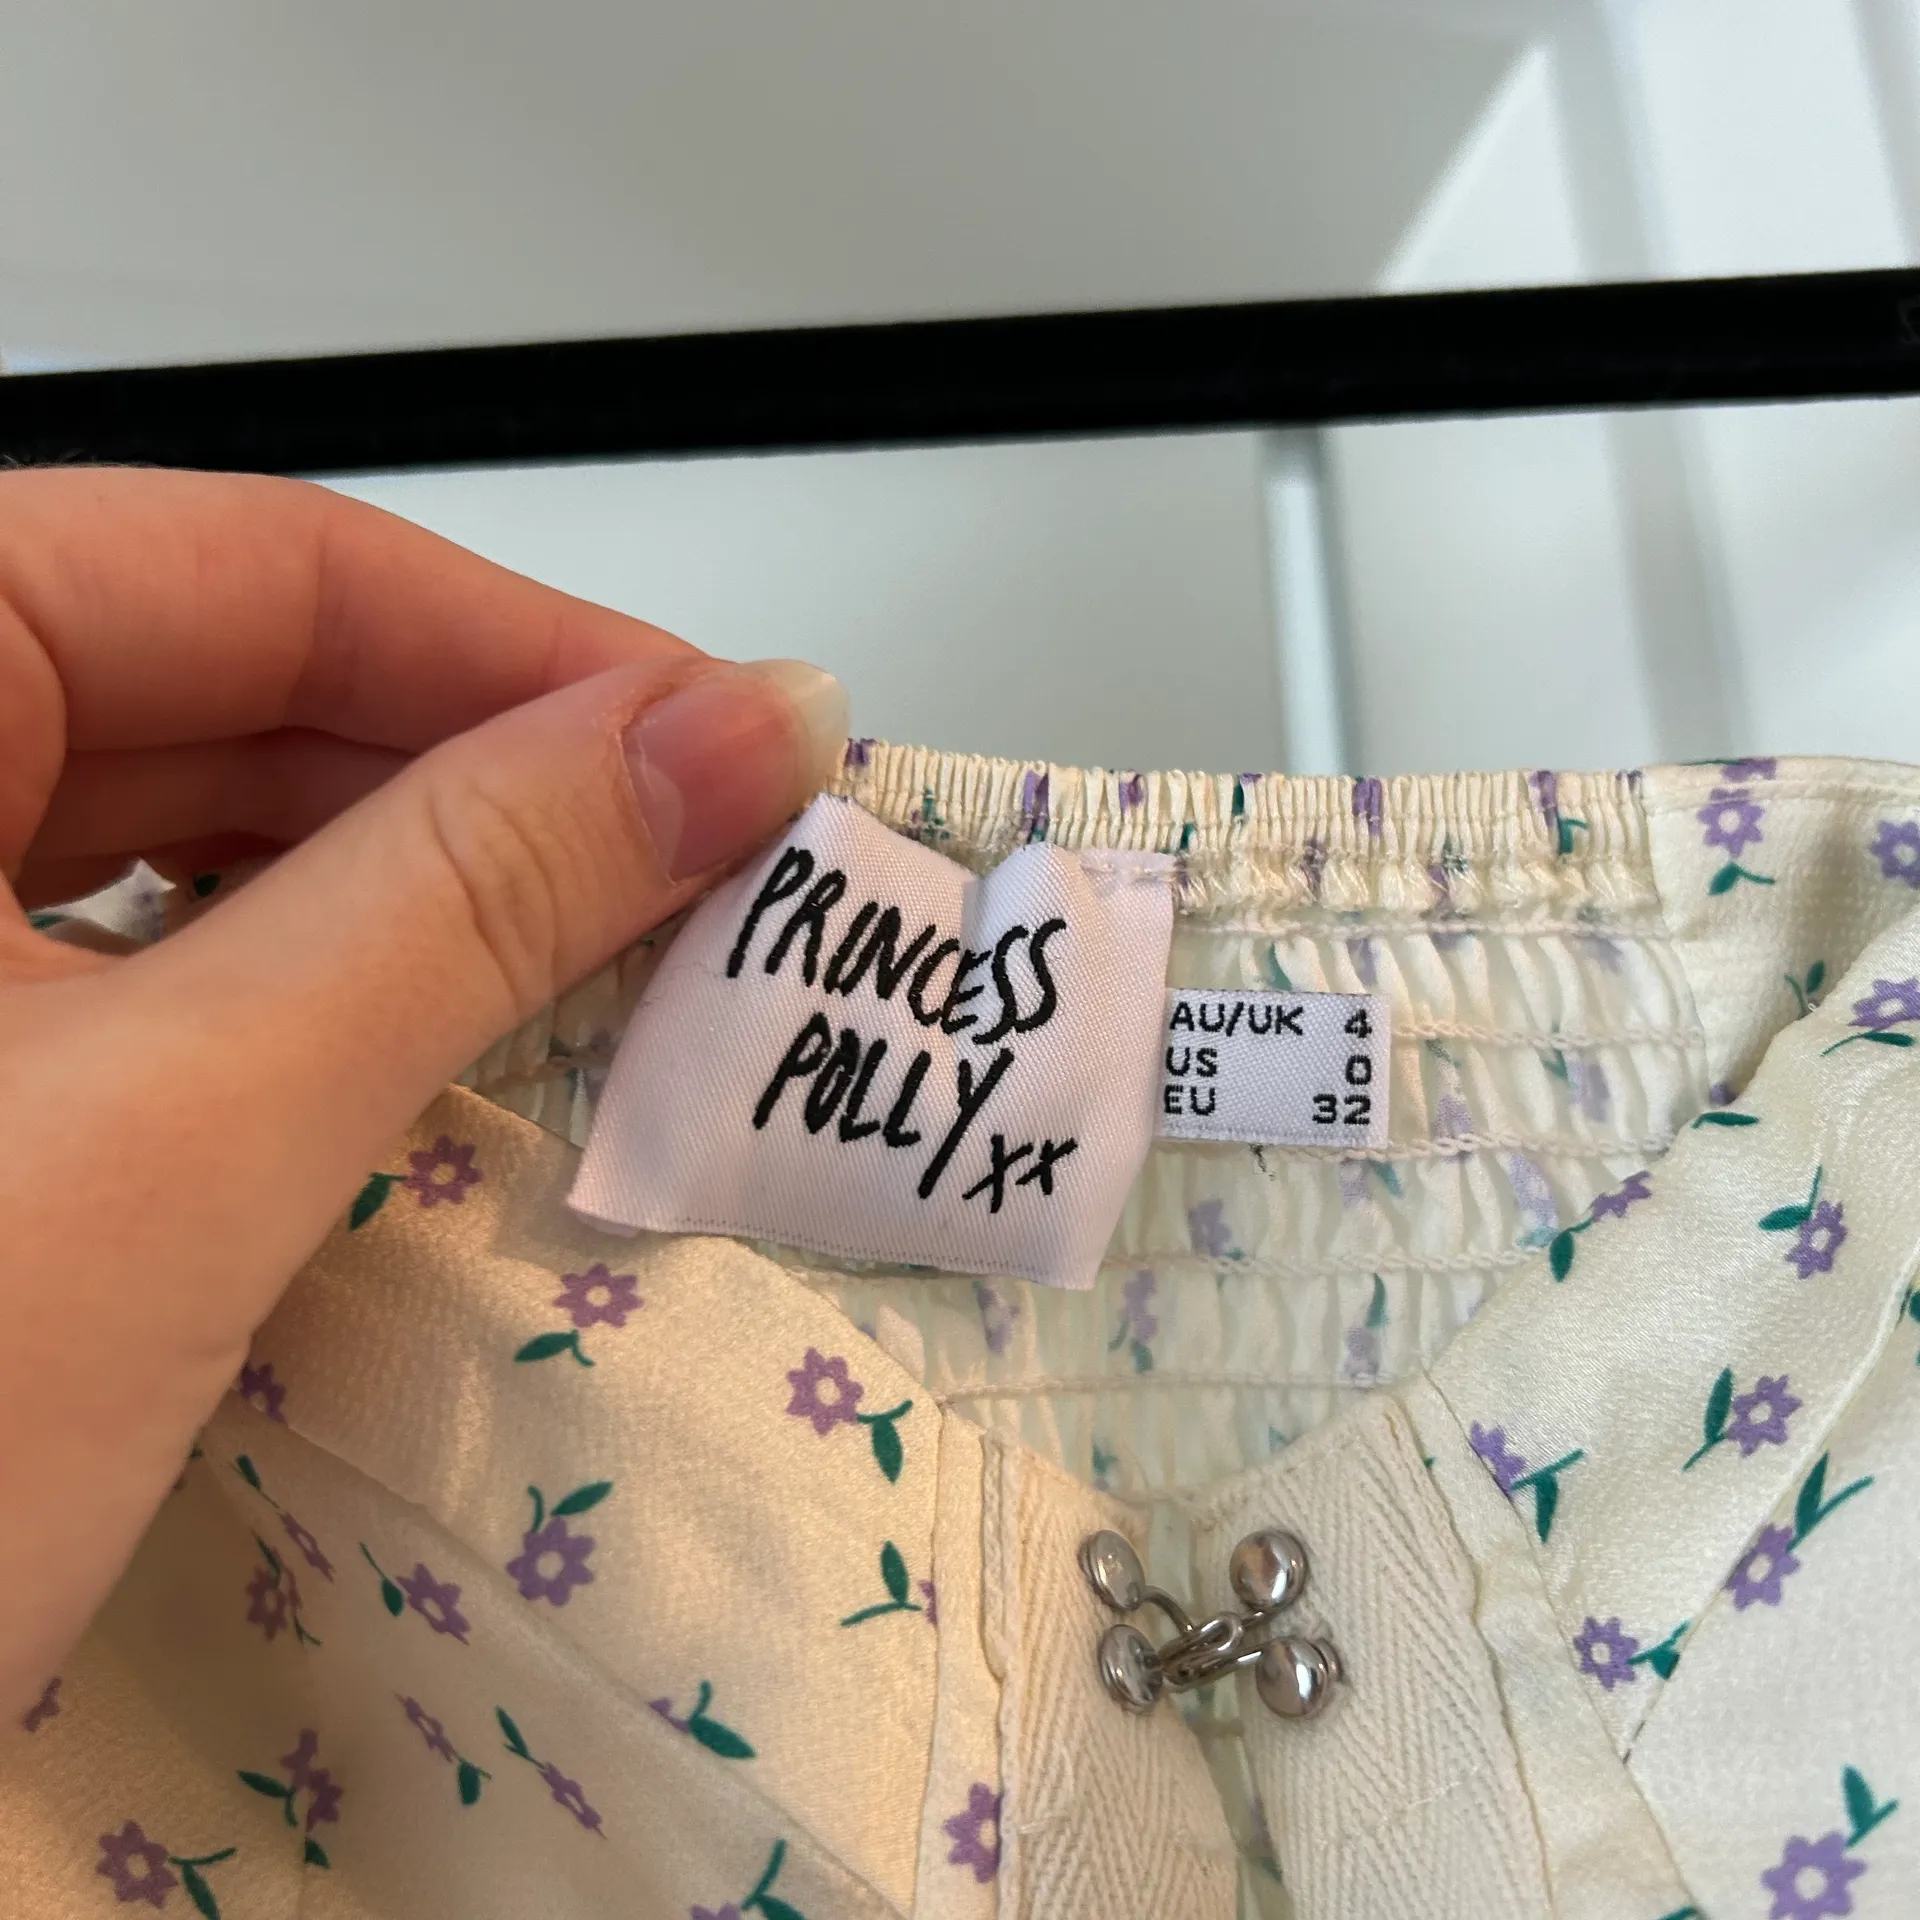 PRINCESS
POLLY xx
AU/UK 4
US 0
EU 32